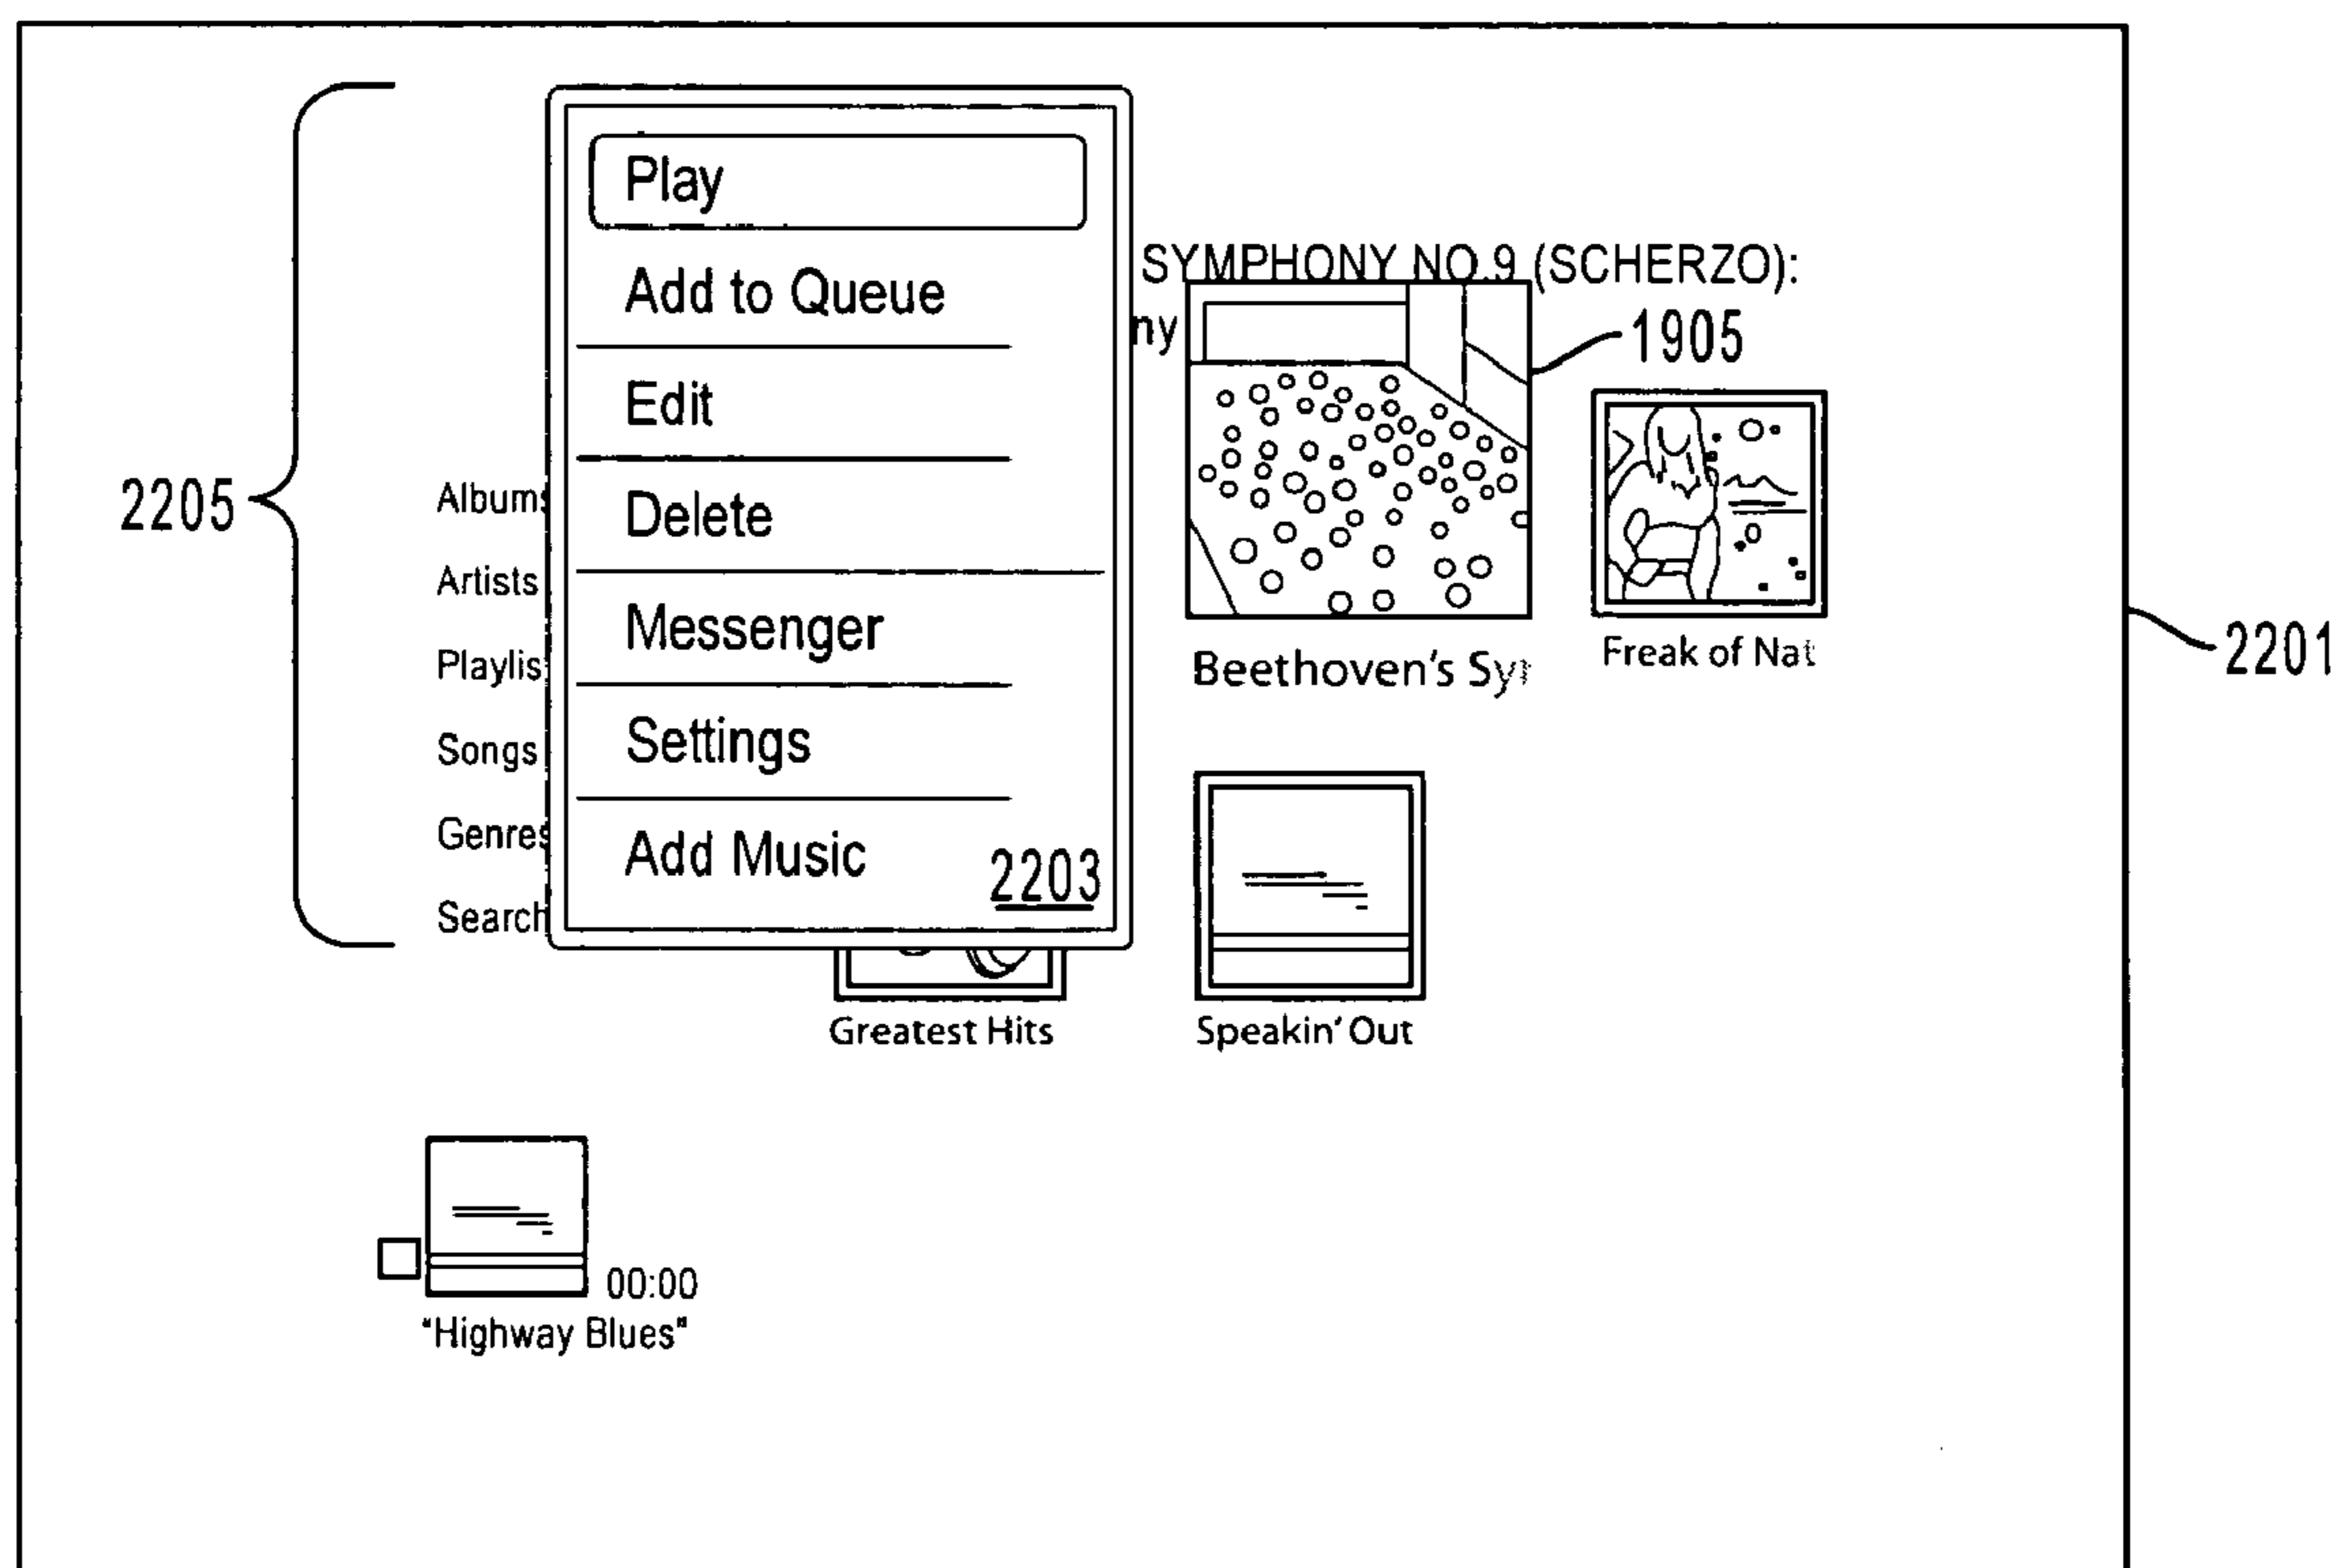 Play
Add to Queue
Edit
Delete
Messenger
Settings
Add Music
2203
SYMPHONY NO.9 (SCHERZO):
ny
1905
2205
Album
Artists
Playlis
Songs
Genres
Search
Beethoven's Sy
Freak of Nat
2201
Greatest Hits
Speakin' Out
00:00
"Highway Blues"